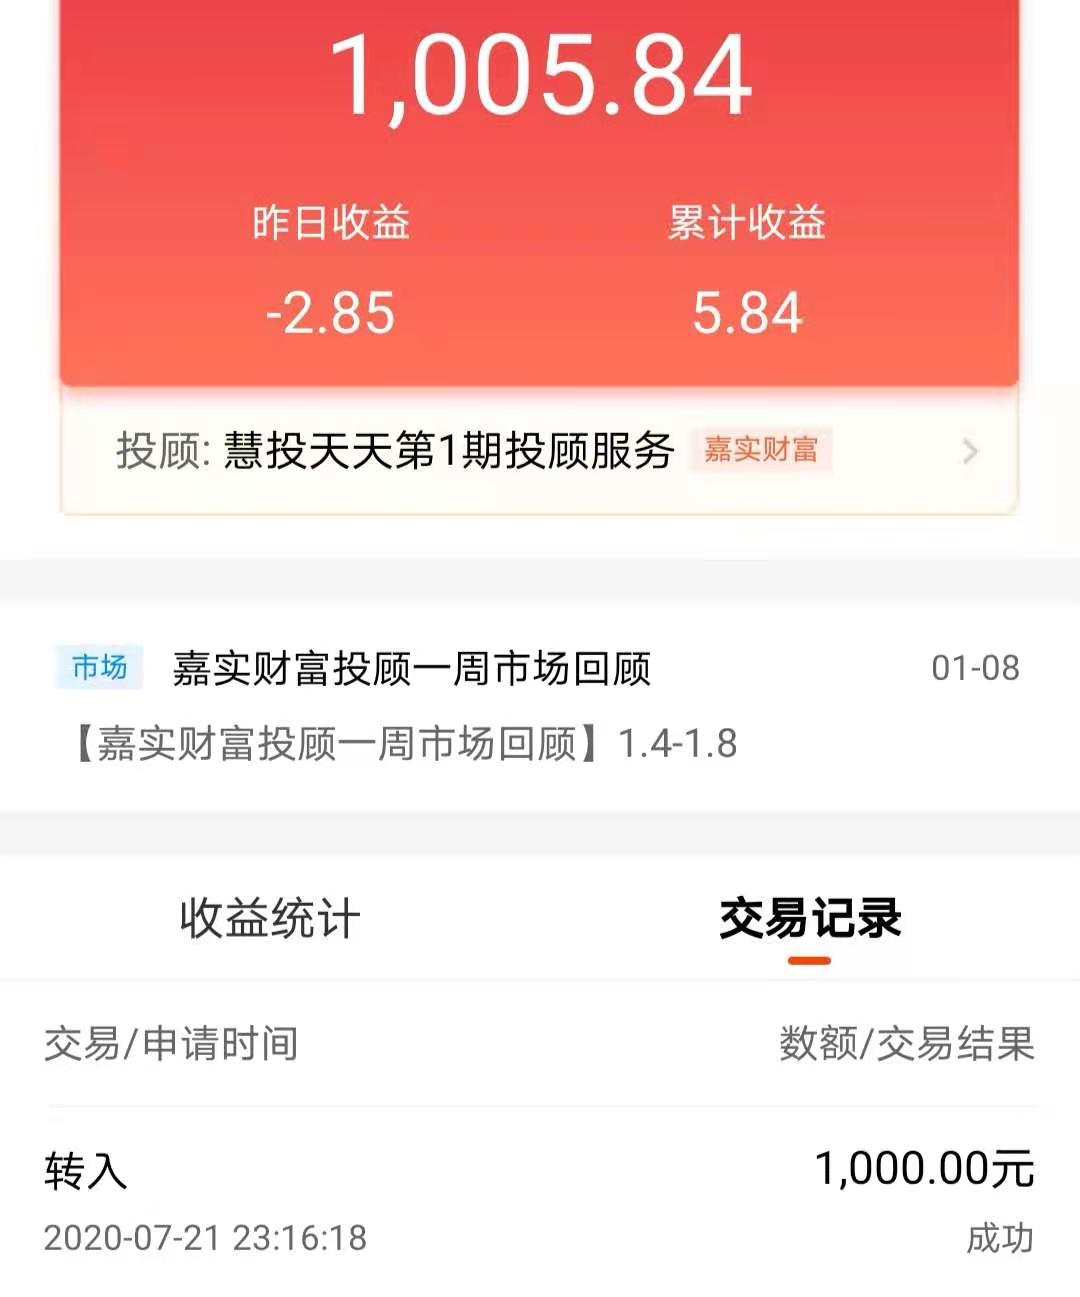 1,005.84
昨日收益 累计收益
-2.85 5.84
投顾: 慧投天天第1期投顾服务 嘉实财富
市场 嘉实财富投顾一周市场回顾 01-08
【嘉实财富投顾一周市场回顾】1.4-1.8
收益统计 交易记录
交易/申请时间 数额/交易结果
转入 1,000.00元
2020-07-21 23:16:18 成功